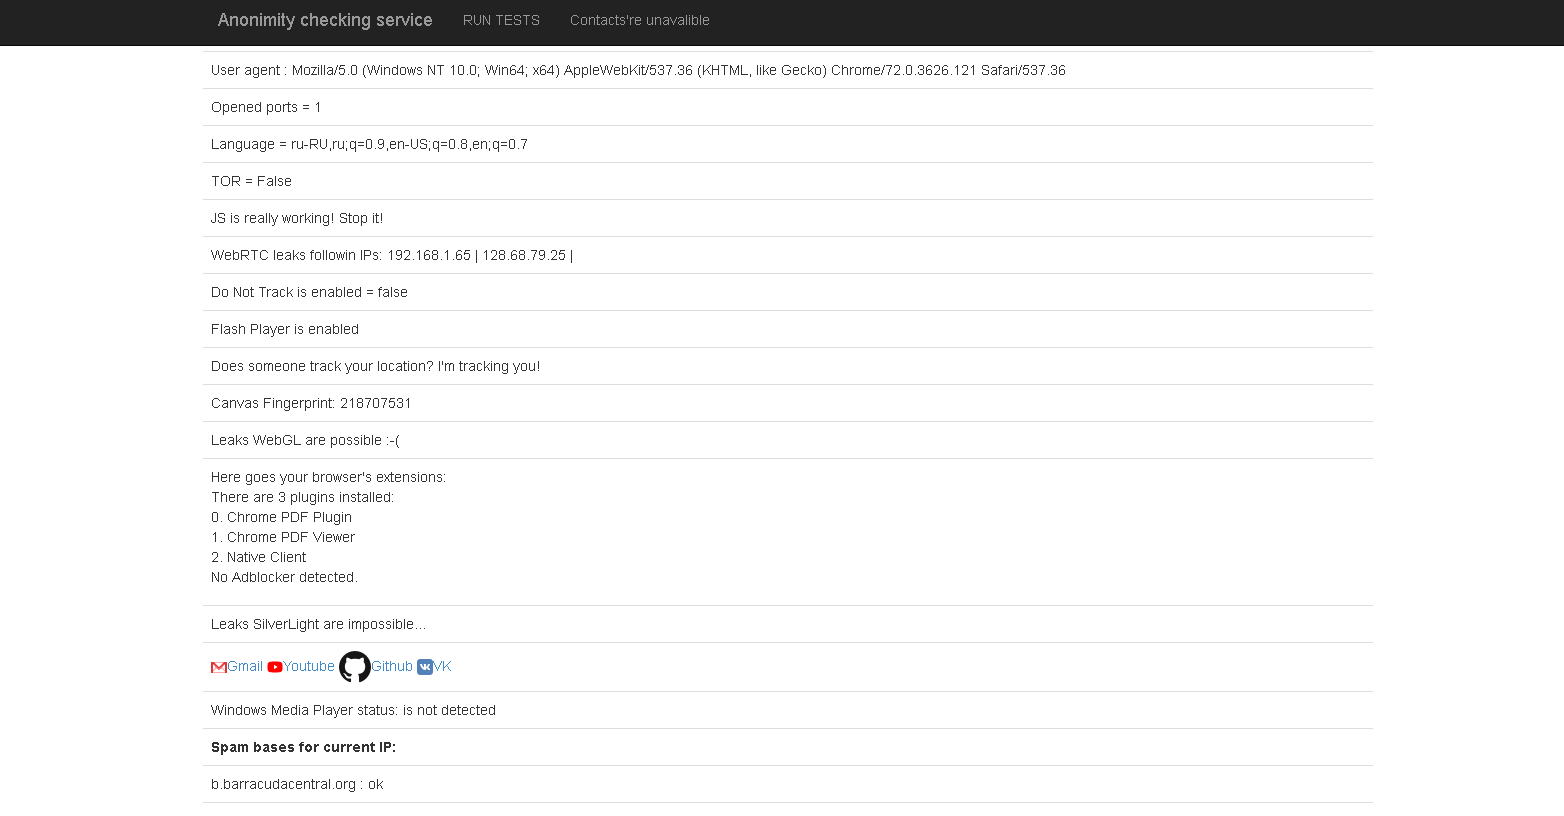 Anonimity checking service RUN TESTS Contacts're unavalible
User agent : Mozilla/5.0 (Windows NT 10.0; Win64; x64) AppleWebKit/537.36 (KHTML, like Gecko) Chrome/72.0.3626.121 Safari/537.36
Opened ports = 1
Language = ru-RU,ru;q=0.9,en-US;q=0.8,en;q=0.7
TOR = False
JS is really working! Stop it!
WebRTC leaks followin IPs: 192.168.1.65 | 128.68.79.25 |
Do Not Track is enabled = false
Flash Player is enabled
Does someone track your location? I'm tracking you!
Canvas Fingerprint: 218707531
Leaks WebGL are possible :-(
Here goes your browser's extensions:
There are 3 plugins installed:
0. Chrome PDF Plugin
1. Chrome PDF Viewer
2. Native Client
No Adblocker detected.
Leaks SilverLight are impossible...
Gmail Youtube Github VK
Windows Media Player status: is not detected
Spam bases for current IP:
b.barracudacentral.org : ok